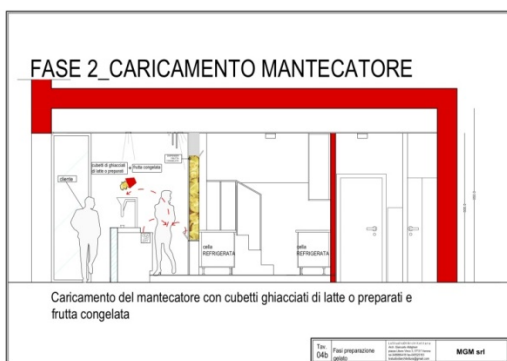 FASE 2_CARICAMENTO MANTECATORE
cubetti di ghiacciati
di latte o preparati
e
frutta congelata
cliente
cella
REFRIGERATA
cella
REFRIGERATA
Caricamento del mantecatore con cubetti ghiacciati di latte o preparati e
frutta congelata
Tav.
04b
Fasi preparazione
gelato
MGM srl